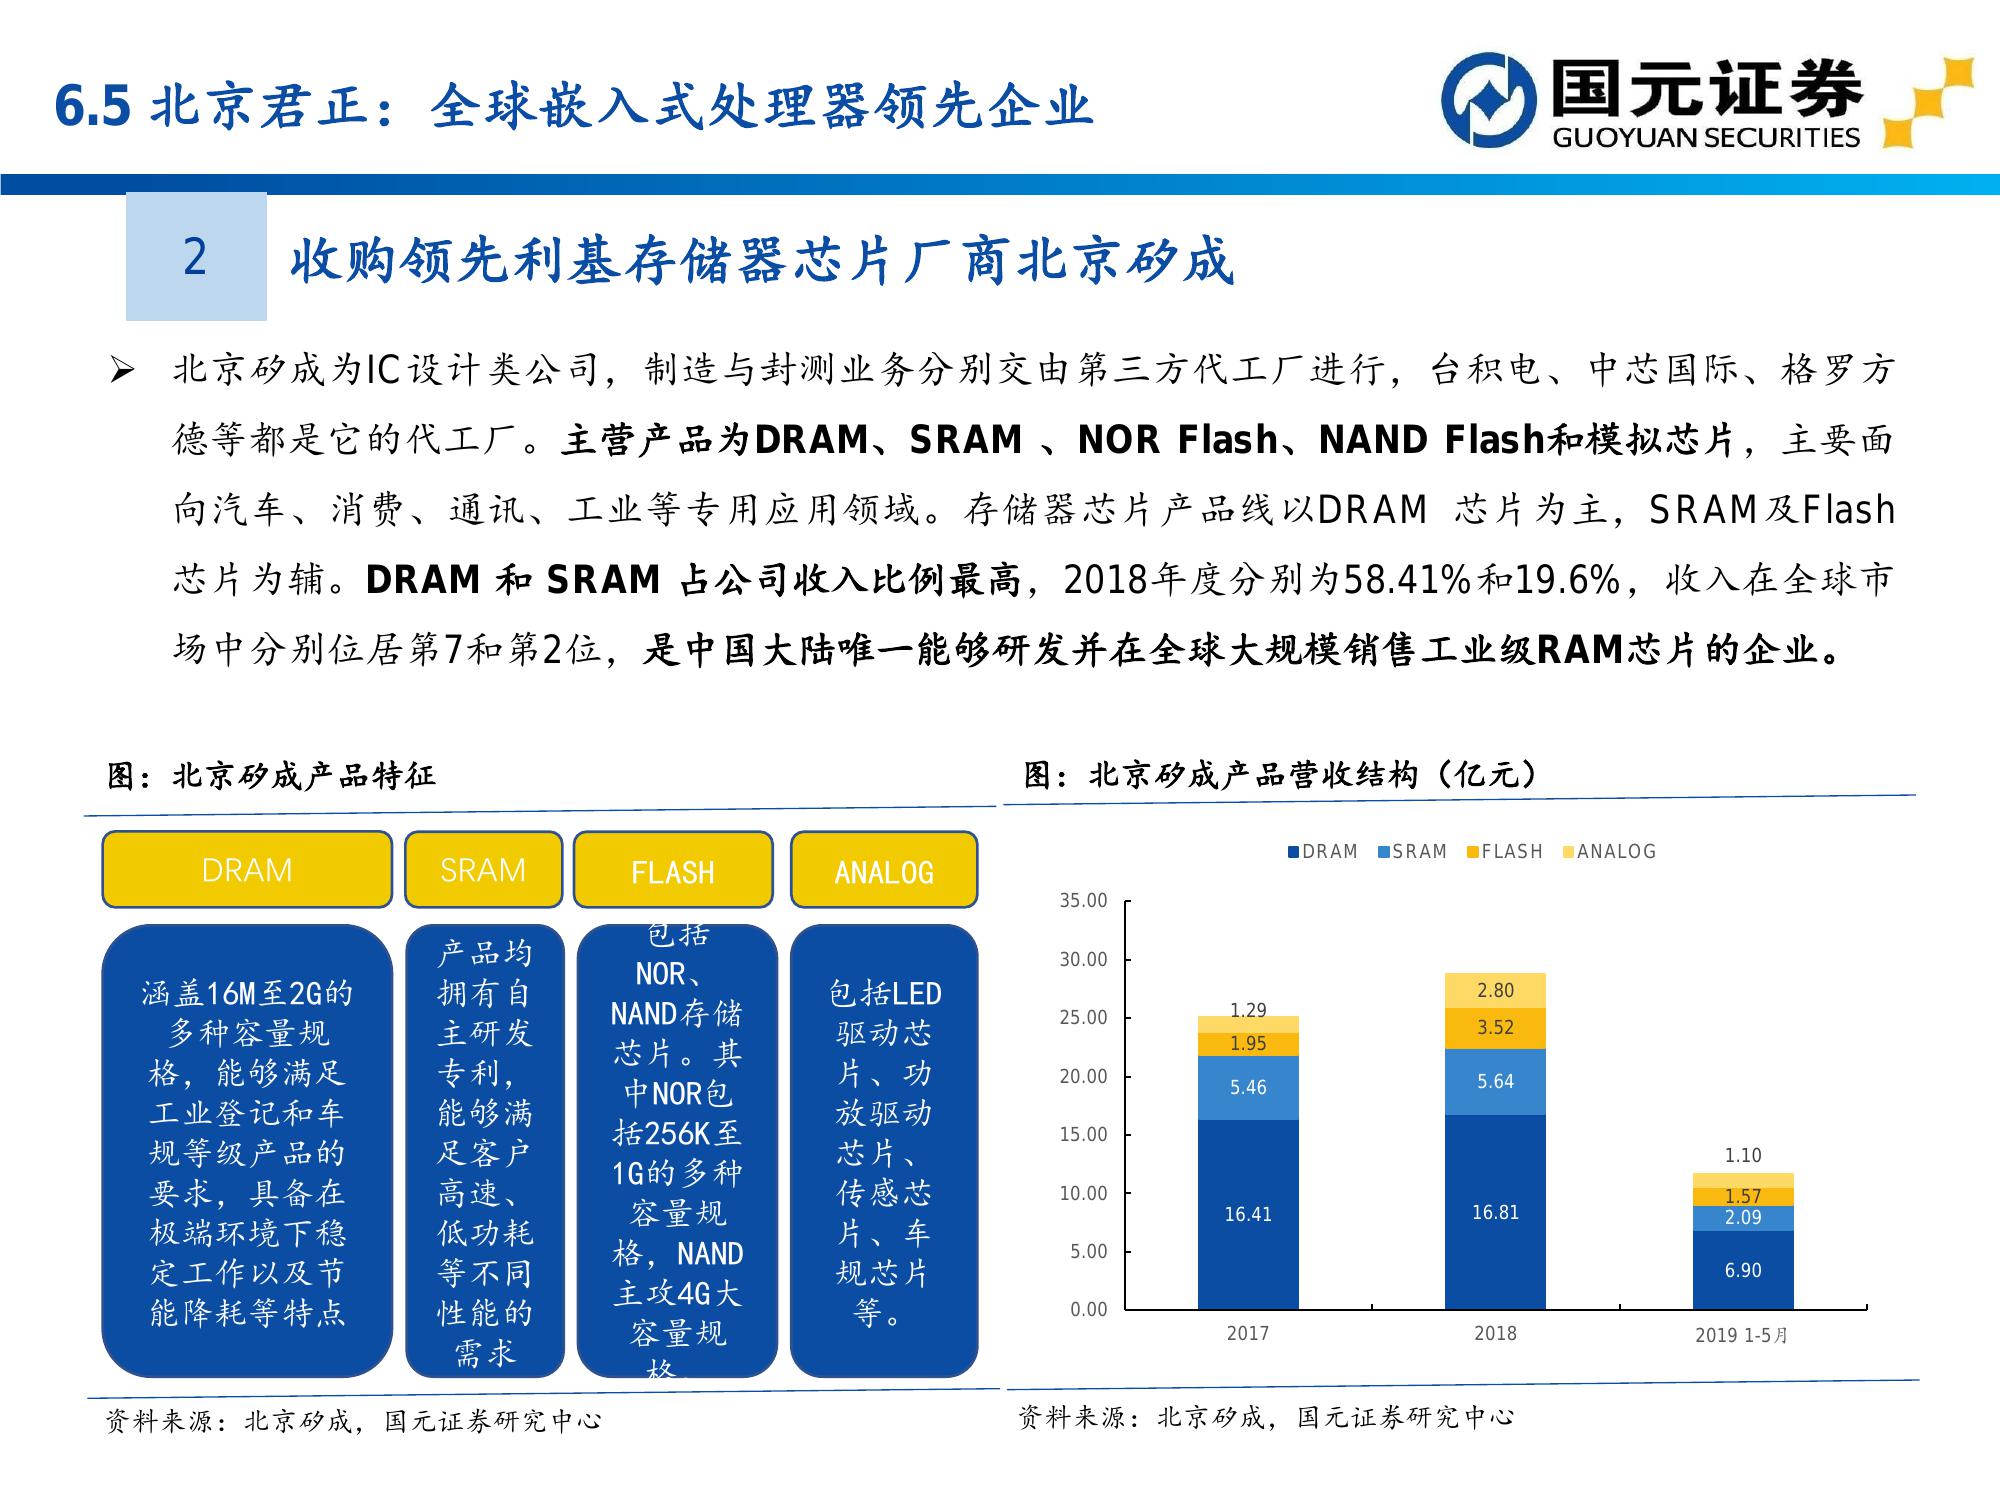 6.5 北京君正：全球嵌入式处理器领先企业
国元证券
GUOYUAN SECURITIES
2
收购领先利基存储器芯片厂商北京矽成
➢ 北京矽成为IC设计类公司，制造与封测业务分别交由第三方代工厂进行，台积电、中芯国际、格罗方
德等都是它的代工厂。主营产品为DRAM、SRAM 、NOR Flash、NAND Flash和模拟芯片，主要面
向汽车、消费、通讯、工业等专用应用领域。存储器芯片产品线以DRAM 芯片为主，SRAM及Flash
芯片为辅。DRAM 和 SRAM 占公司收入比例最高，2018年度分别为58.41%和19.6%，收入在全球市
场中分别位居第7和第2位，是中国大陆唯一能够研发并在全球大规模销售工业级RAM芯片的企业。
图：北京矽成产品特征
DRAM
涵盖16M至2G的
多种容量规
格，能够满足
工业登记和车
规等级产品的
要求，具备在
极端环境下稳
定工作以及节
能降耗等特点
SRAM
产品均
拥有自
主研发
专利，
能够满
足客户
高速、
低功耗
等不同
性能的
需求
FLASH
包括
NOR、
NAND存储
芯片。其
中NOR包
括256K至
1G的多种
容量规
格，NAND
主攻4G大
容量规
格。
ANALOG
包括LED
驱动芯
片、功
放驱动
芯片、
传感芯
片、车
规芯片
等。
资料来源：北京矽成，国元证券研究中心
图：北京矽成产品营收结构（亿元）
DRAM SRAM FLASH ANALOG
35.00
30.00
25.00
20.00
15.00
10.00
5.00
0.00
1.29
1.95
5.46
16.41
2.80
3.52
5.64
16.81
1.10
1.57
2.09
6.90
2017 2018 2019 1-5月
资料来源：北京矽成，国元证券研究中心